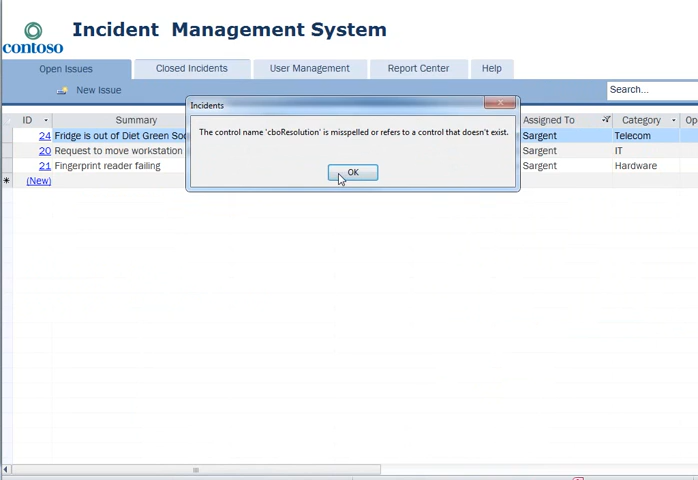 Incident Management System
contoso
Open Issues
Closed Incidents
User Management
Report Center
Help
New Issue
Search...
Incidents
The control name 'cboResolution' is misspelled or refers to a control that doesn't exist.
OK
ID Summary Assigned To Category Op
24 Fridge is out of Diet Green Soc Sargent Telecom
20 Request to move workstation Sargent IT
21 Fingerprint reader failing Sargent Hardware
(New)